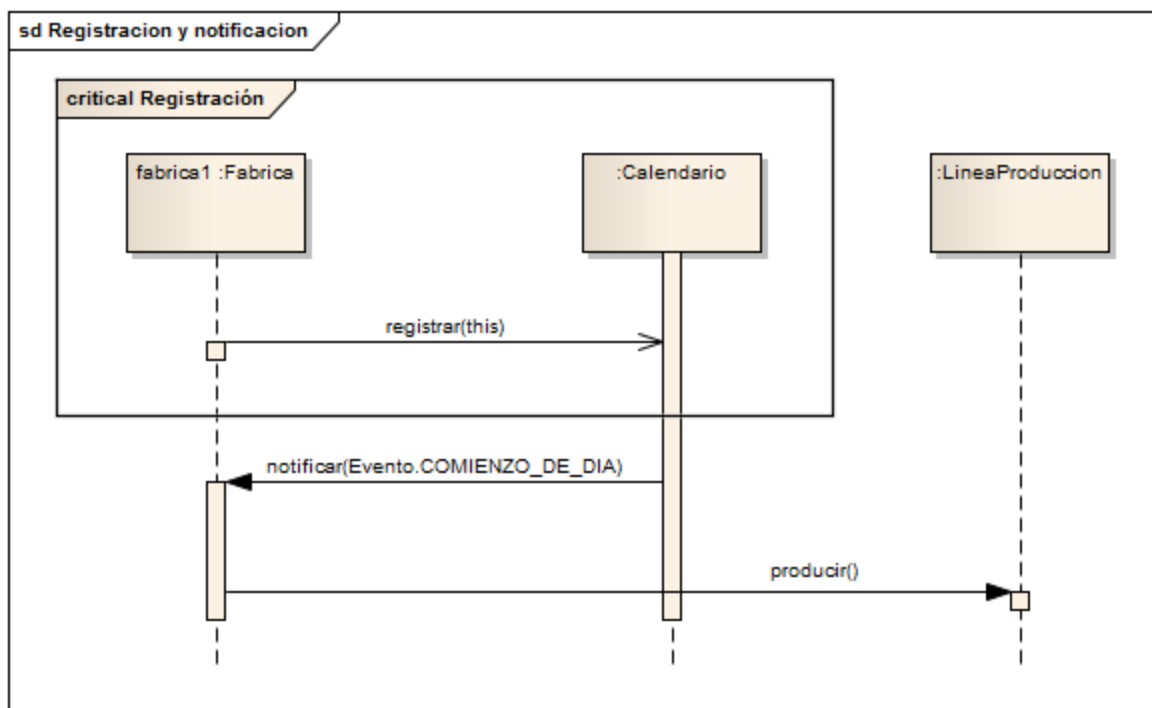 sd Registracion y notificacion
critical Registración
fabrica1 :Fabrica
:Calendario
:LineaProduccion
registrar(this)
notificar(Evento.COMIENZO_DE_DIA)
producir()